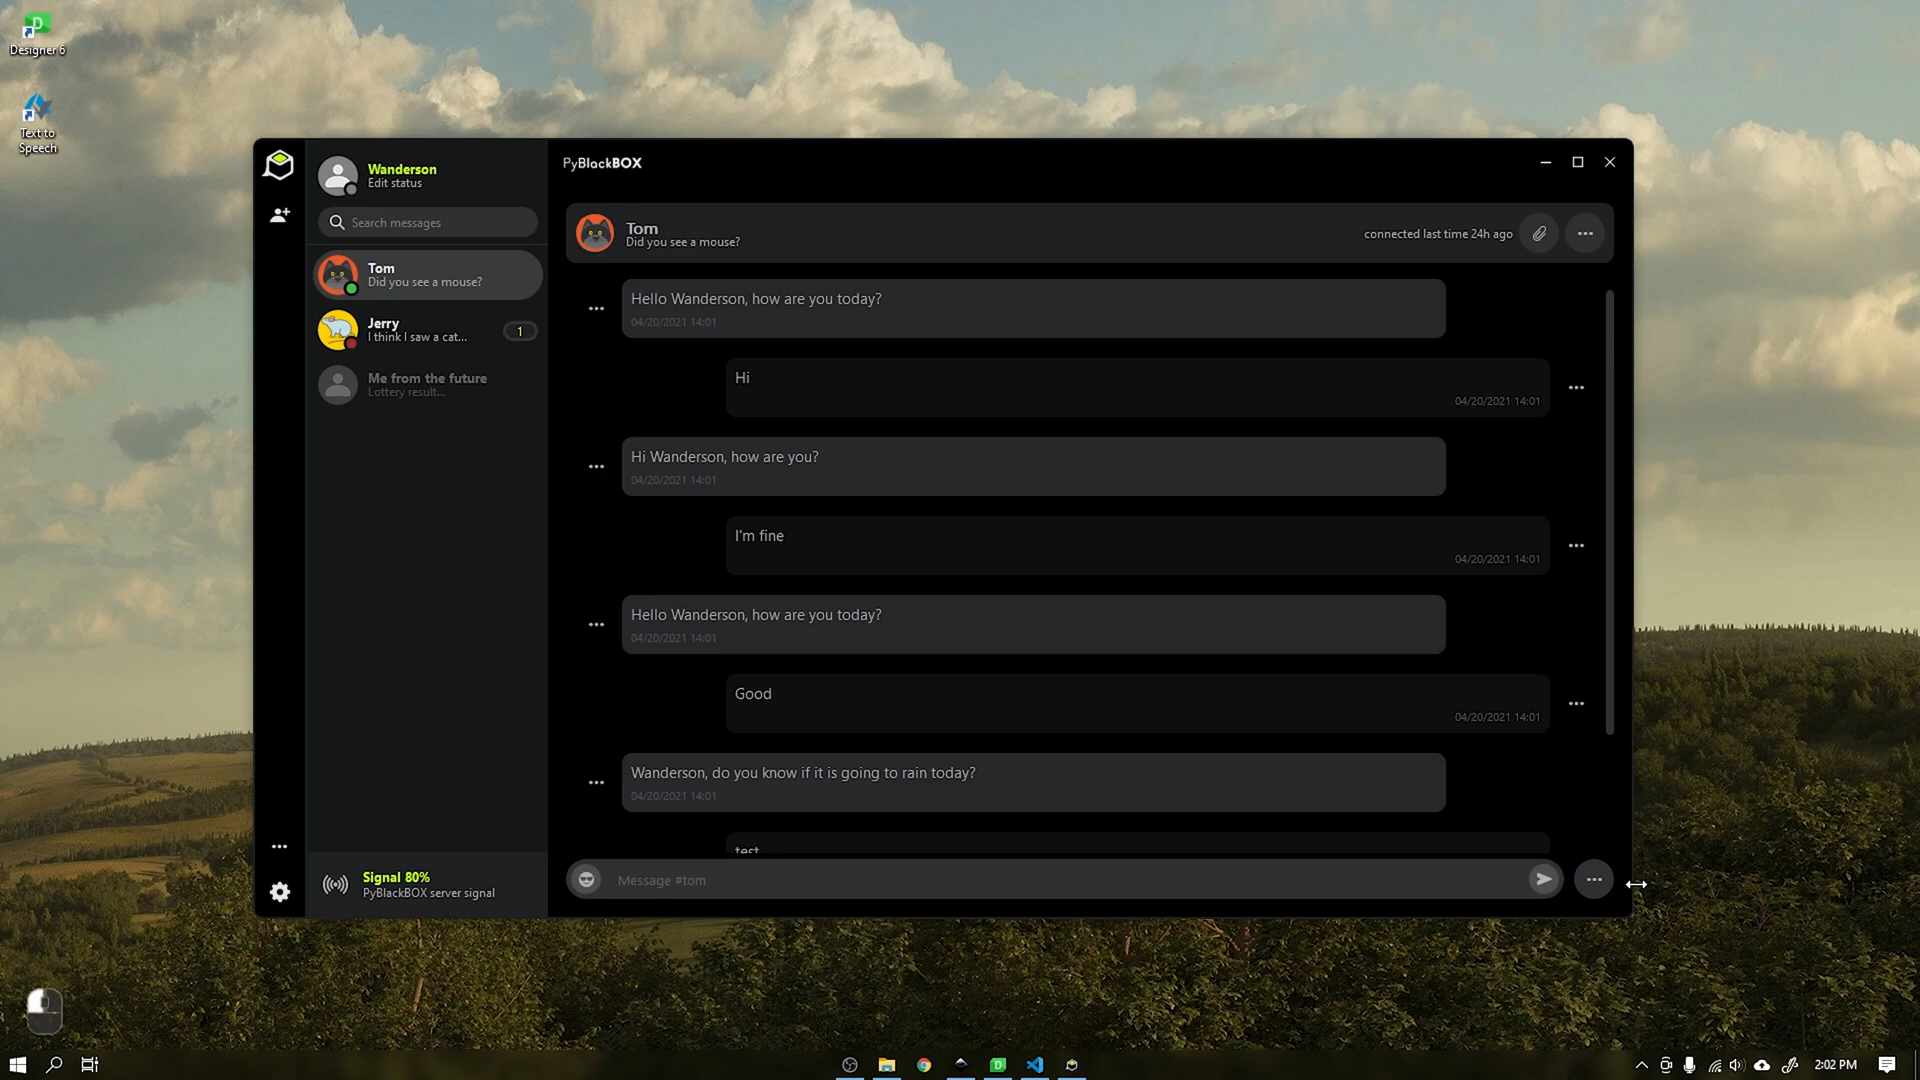 Designer 6
Text to
Speech
Wanderson
Edit status
Search messages
Tom
Did you see a mouse?
Jerry
I think I saw a cat...
1
Me from the future
Lottery result...
Signal 80%
PyBlackBOX server signal
PyBlackBOX
Tom
Did you see a mouse?
connected last time 24h ago
Hello Wanderson, how are you today?
04/20/2021 14:01
Hi
04/20/2021 14:01
Hi Wanderson, how are you?
04/20/2021 14:01
I'm fine
04/20/2021 14:01
Hello Wanderson, how are you today?
04/20/2021 14:01
Good
04/20/2021 14:01
Wanderson, do you know if it is going to rain today?
04/20/2021 14:01
test
Message #tom
2:02 PM